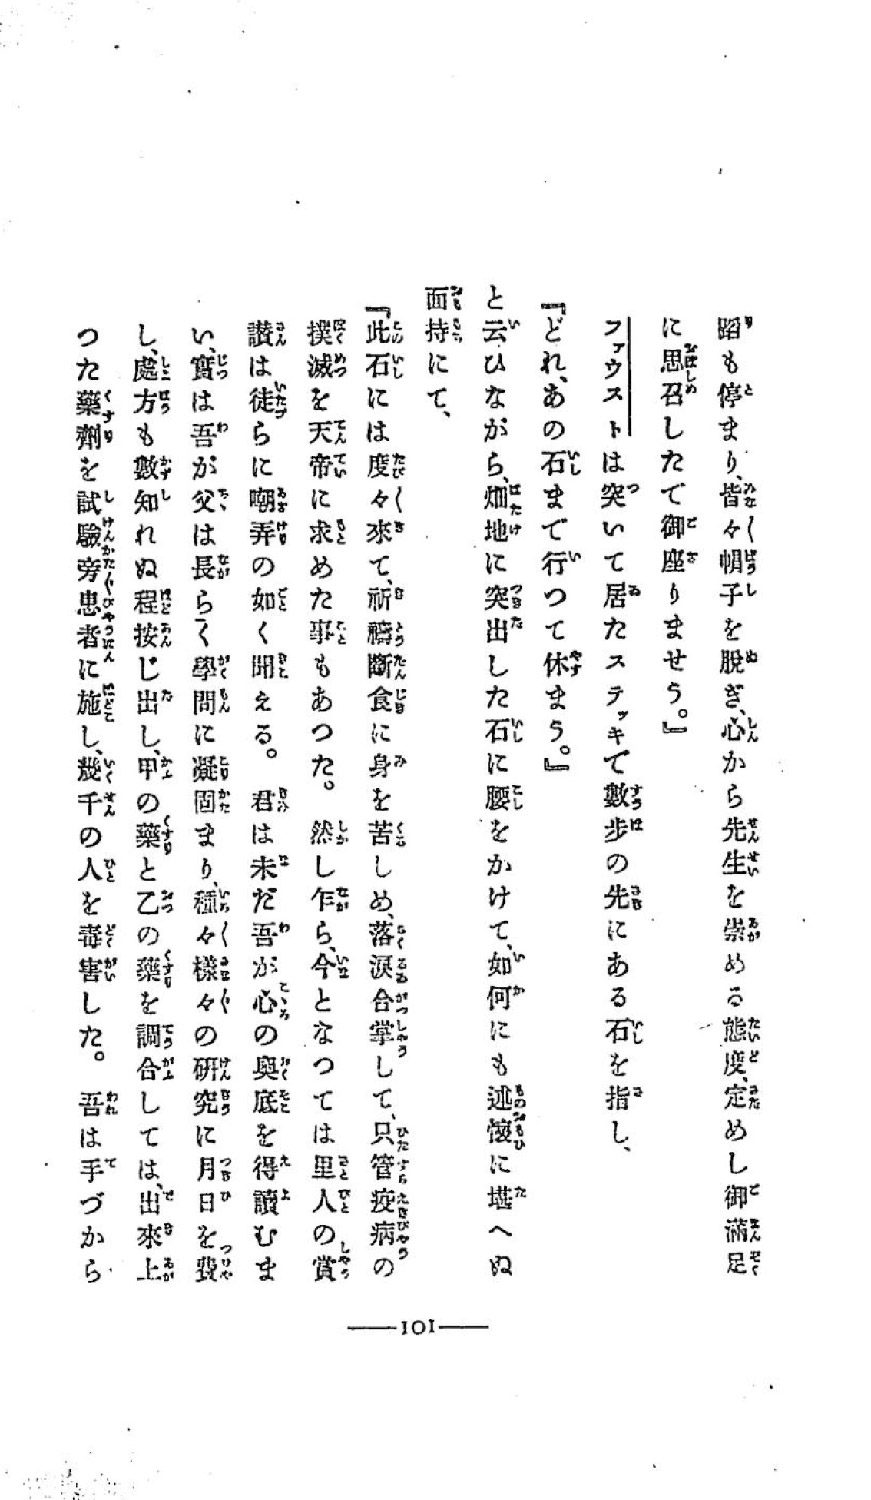 蹈も停まり、皆々帽子を脫ぎ、心から先生を崇める態度、定めし御滿足
に思召したで御座りませう。』
ファウストは突いて居たステッキで數步の先にある石を指し、
『どれ、あの石まで行つて休まう。』
と云ひながら、畑地に突出した石に腰をかけて、如何にも述懷に堪へぬ
面持にて、
『此石には度々來て、祈禱斷食に身を苦しめ、落淚合掌して、只管疫病の
撲滅を天帝に求めた事もあつた。然し乍ら、今となつては里人の賞
讃は徒らに嘲弄の如く聞える。君は未だ吾が心の奧底を得讀むま
い、實は吾が父は長らく學問に凝固まり、種々樣々の硏究に月日を費
し、處方も數知れぬ程按じ出し、甲の藥と乙の藥を調合しては、出來上
つた藥劑を試驗旁患者に施し、幾千の人を毒害した。吾は手づから
101